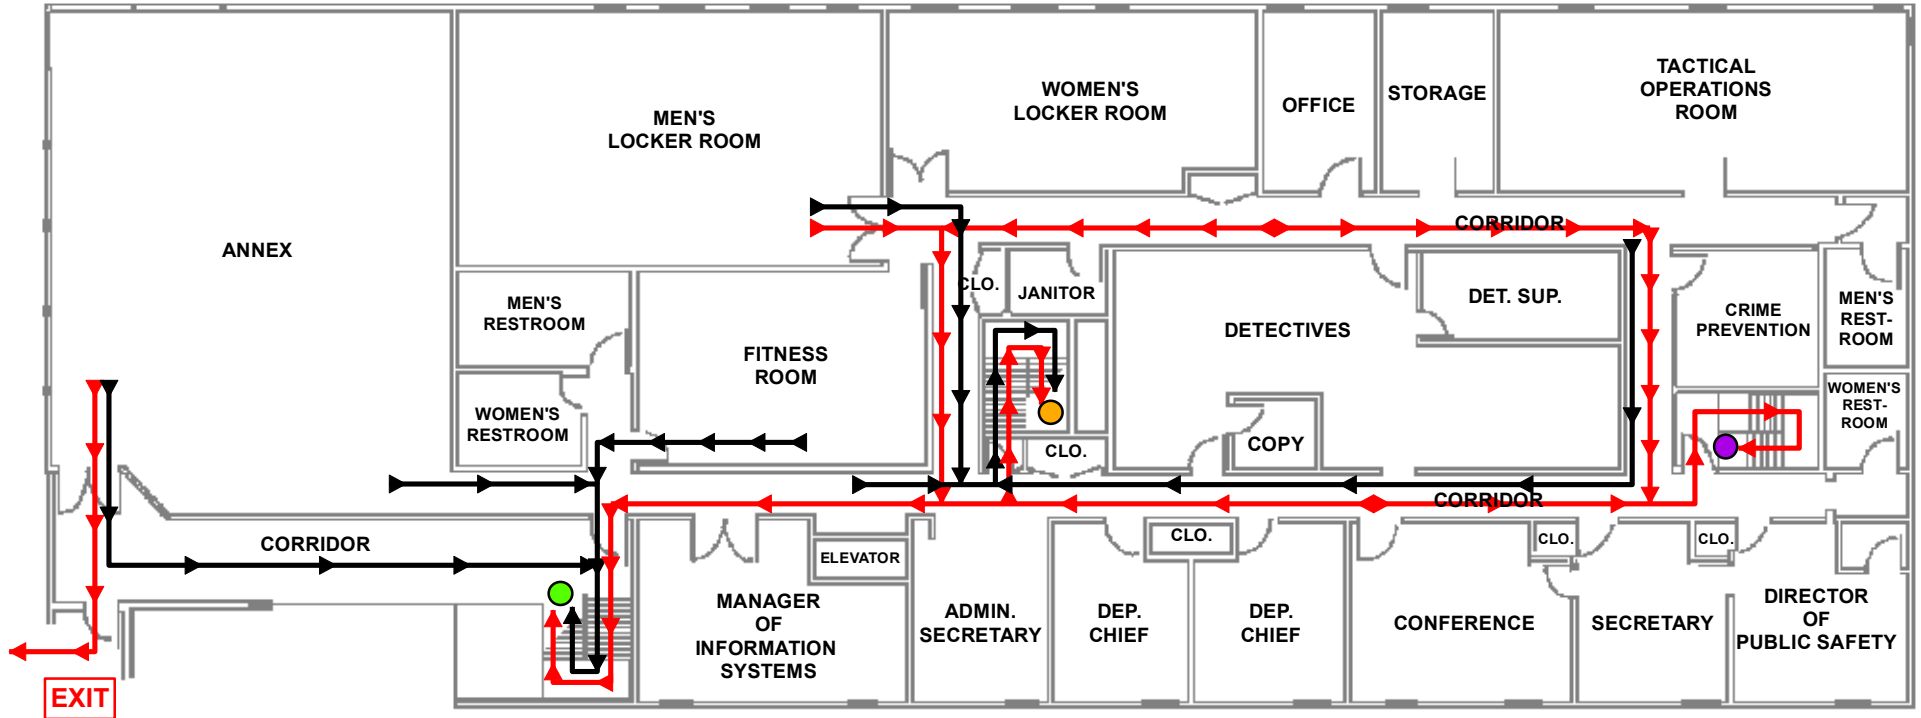 ANNEX
MEN'S
LOCKER ROOM
WOMEN'S
LOCKER ROOM
OFFICE
STORAGE
TACTICAL
OPERATIONS
ROOM
CORRIDOR
MEN'S
RESTROOM
WOMEN'S
RESTROOM
FITNESS
ROOM
CLO.
JANITOR
CLO.
DETECTIVES
COPY
DET. SUP.
CRIME
PREVENTION
MEN'S
REST-
ROOM
WOMEN'S
REST-
ROOM
CORRIDOR
CORRIDOR
ELEVATOR
MANAGER
OF
INFORMATION
SYSTEMS
ADMIN.
SECRETARY
DEP.
CHIEF
CLO.
DEP.
CHIEF
CONFERENCE
CLO.
SECRETARY
CLO.
DIRECTOR
OF
PUBLIC SAFETY
EXIT